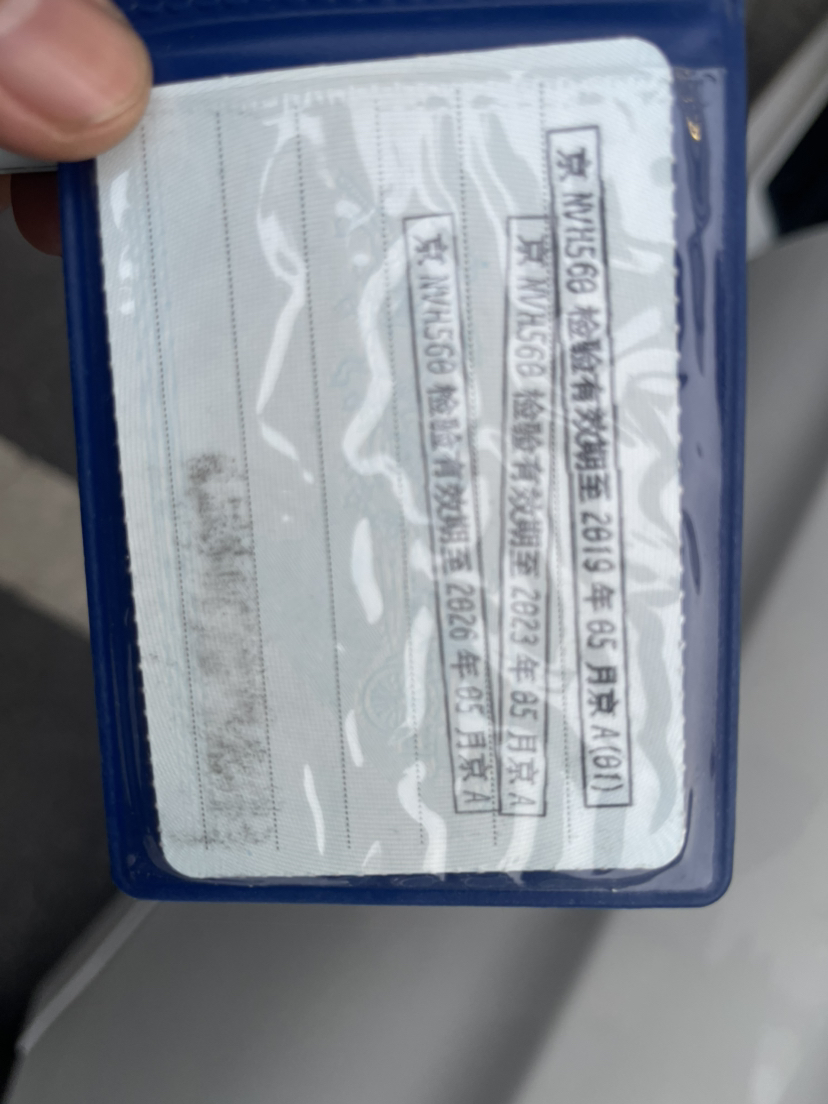 京 NVH560 检验有效期至 2019 年 05 月京 A(01)
京 NVH560 检验有效期至 2023 年 05 月京 A
京 NVH560 检验有效期至 2026 年 05 月京 A